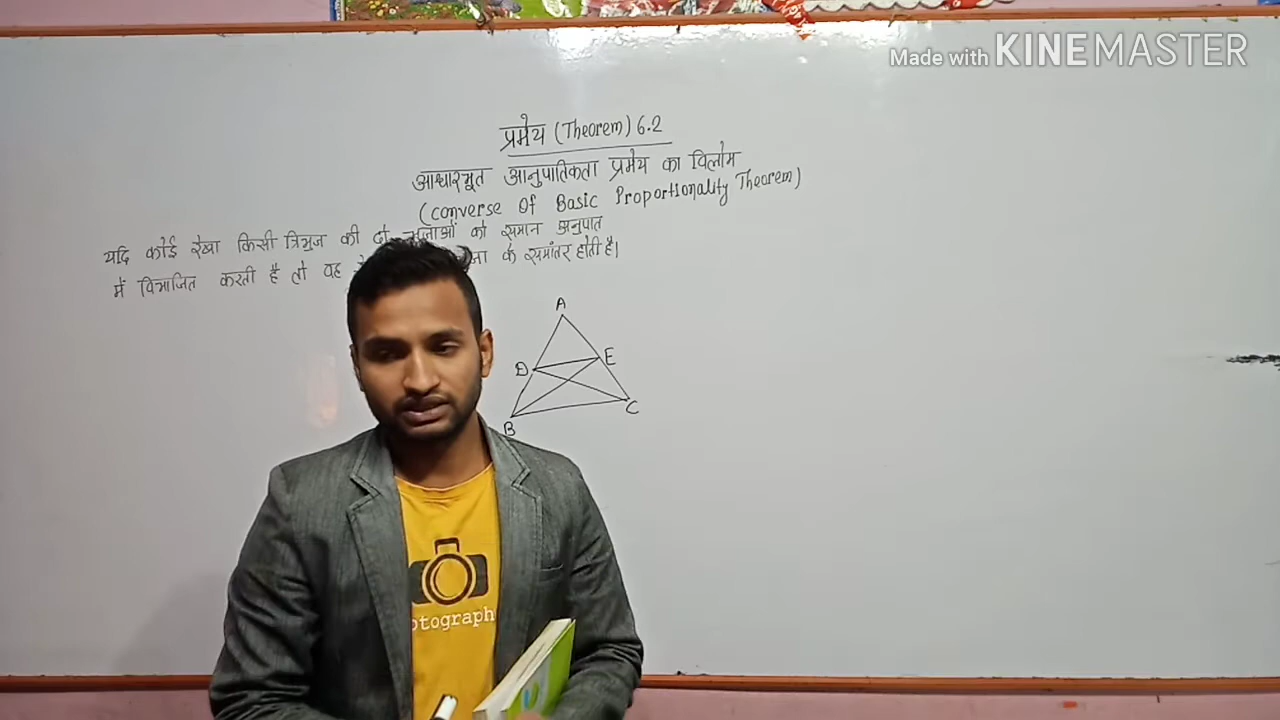 Made with KINEMASTER
प्रमेय (Theorem) 6.2
आधारभूत आनुपातिकता प्रमेय का विलोम
(converse Of Basic Proportionality Theorem)
यदि कोई रेखा किसी त्रिभुज की दो को समान अनुपात
में विभाजित करती है तो वह के समांतर होती है।
A
D E
B C
otograph